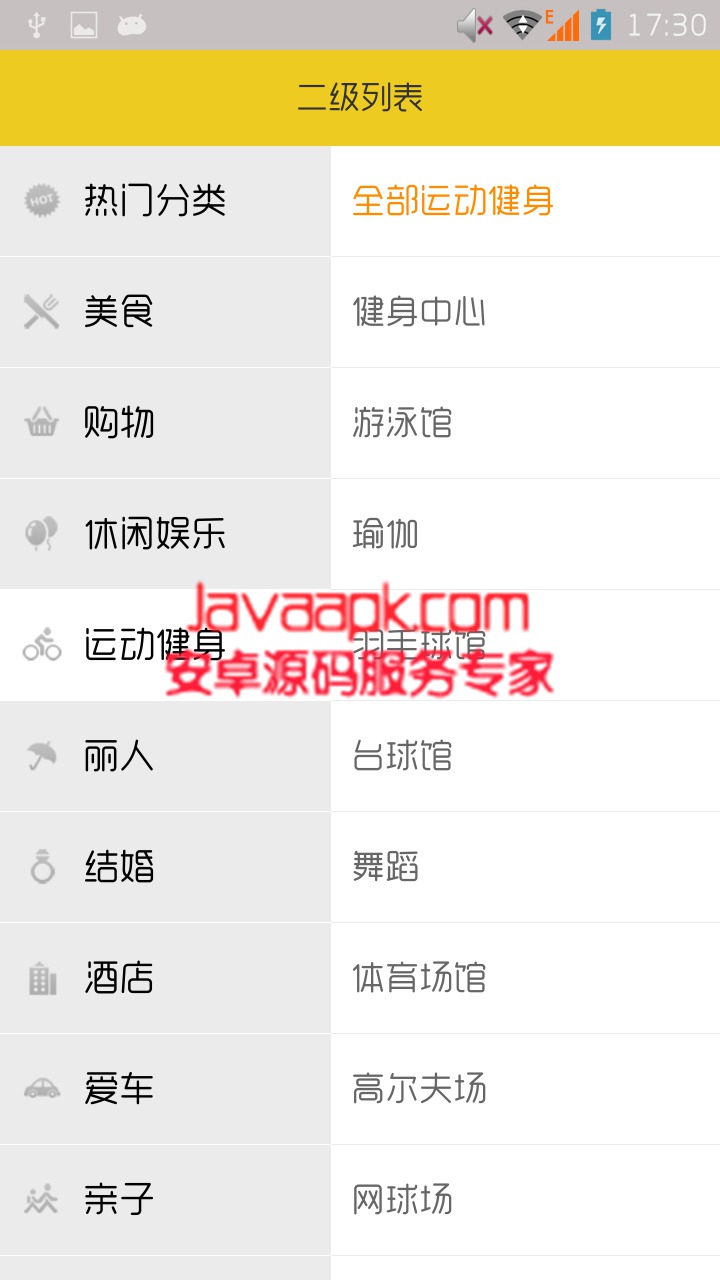 E 17:30
二级列表
HOT 热门分类
全部运动健身
美食
健身中心
购物
游泳馆
休闲娱乐
瑜伽
Javaapk.com
运动健身
羽毛球馆
安卓源码服务专家
丽人
台球馆
结婚
舞蹈
酒店
体育场馆
爱车
高尔夫场
亲子
网球场